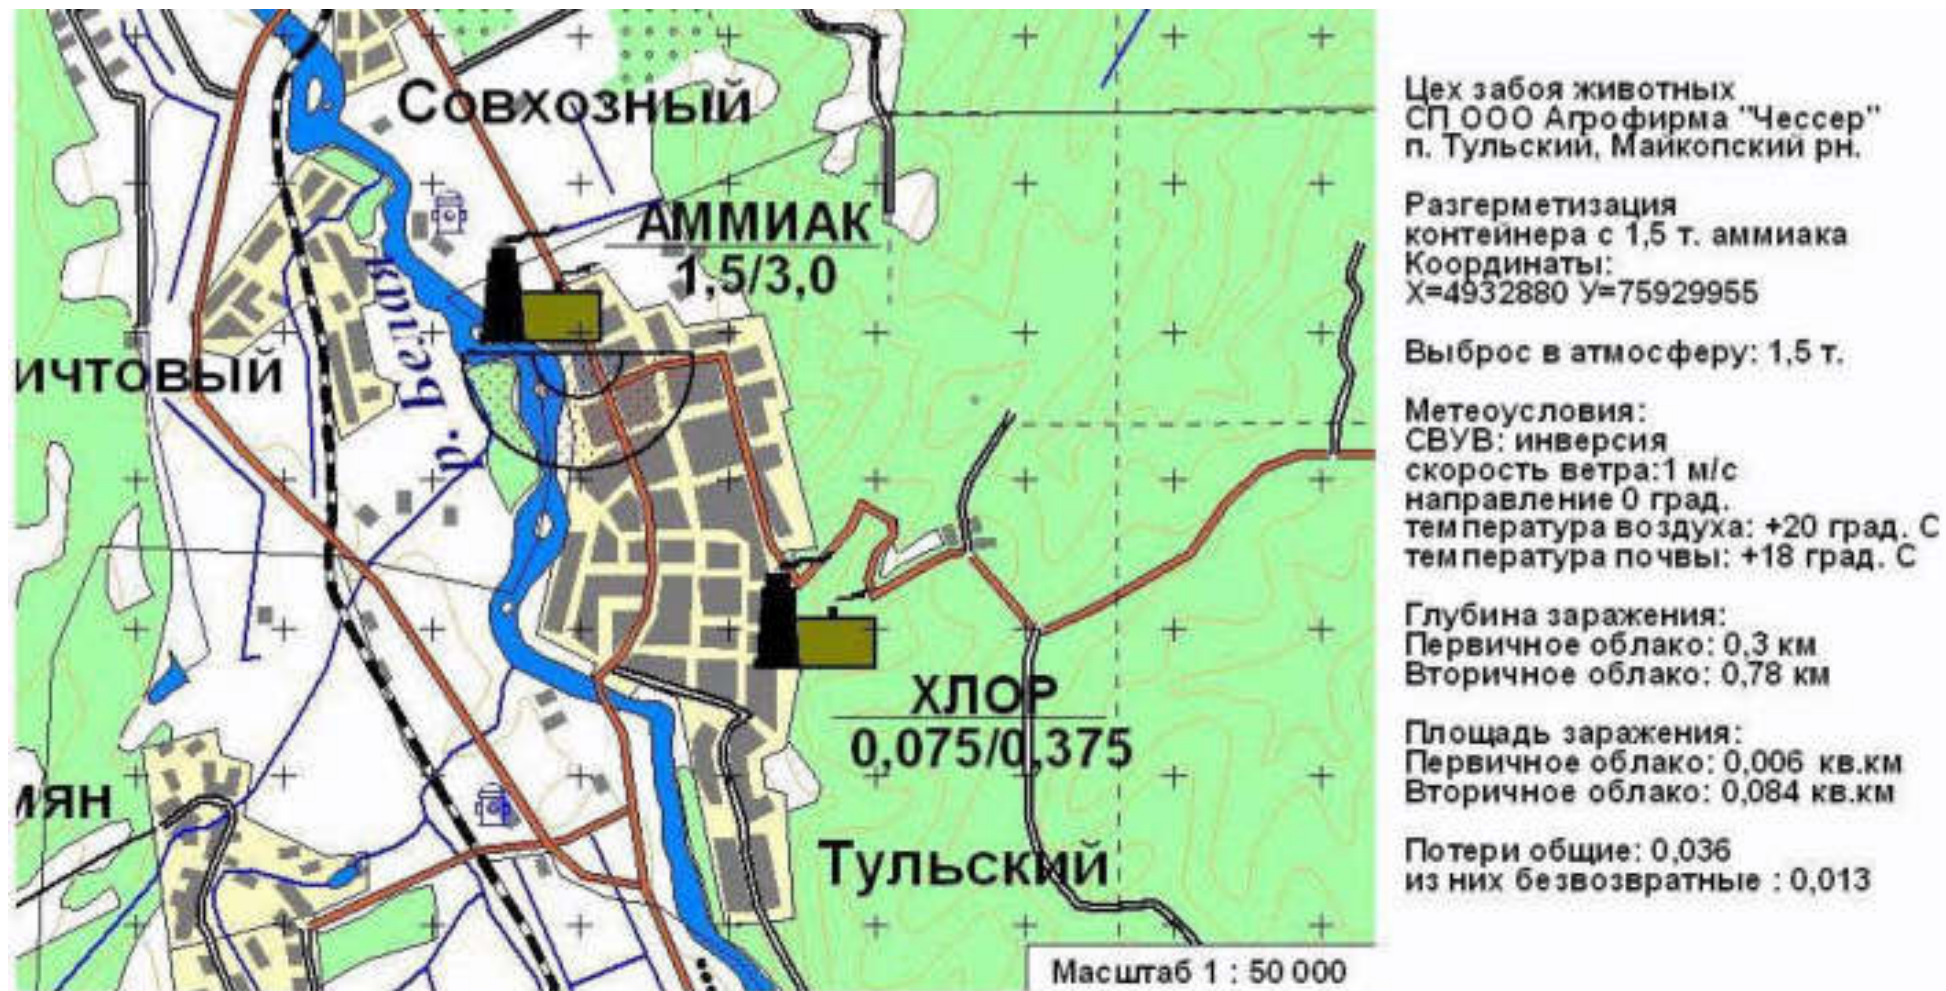 Совхозный
АММИАК
1,5/3,0
р. Белая
ИЧТОВЫЙ
ХЛОР
0,075/0,375
МЯН
Тульский
Масштаб 1 : 50 000
Цех забоя животных
СП ООО Агрофирма "Чессер"
п. Тульский, Майкопский рн.
Разгерметизация
контейнера с 1,5 т. аммиака
Координаты:
X=4932880 У=75929955
Выброс в атмосферу: 1,5 т.
Метеоусловия:
СВУВ: инверсия
скорость ветра:1 м/с
направление 0 град.
температура воздуха: +20 град. С
температура почвы: +18 град. С
Глубина заражения:
Первичное облако: 0,3 км
Вторичное облако: 0,78 км
Площадь заражения:
Первичное облако: 0,006 кв.км
Вторичное облако: 0,084 кв.км
Потери общие: 0,036
из них безвозвратные : 0,013